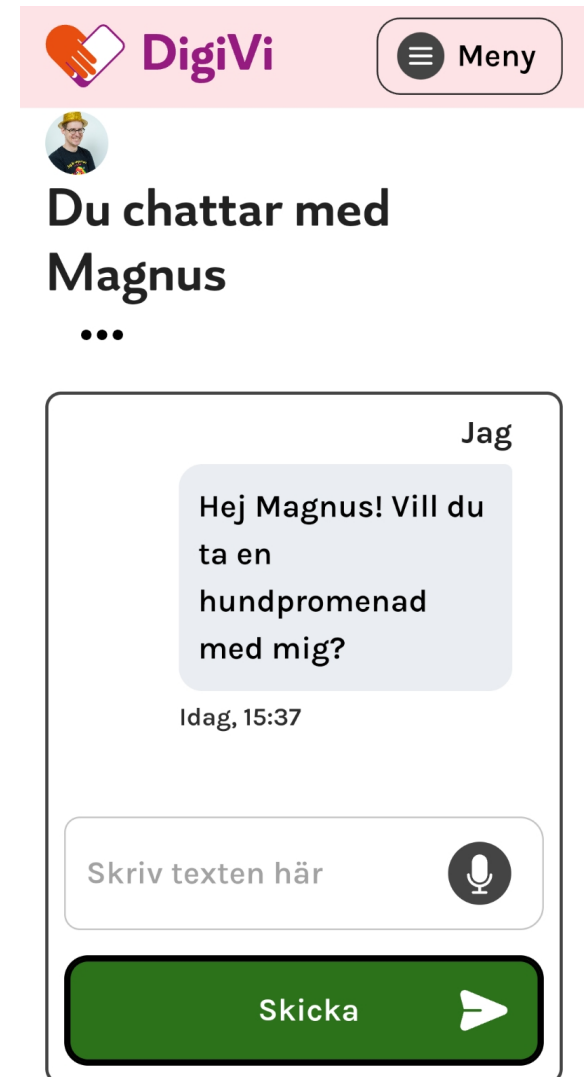 DigiVi
Meny
Du chattar med
Magnus
Jag
Hej Magnus! Vill du
ta en
hundpromenad
med mig?
Idag, 15:37
Skriv texten här
Skicka